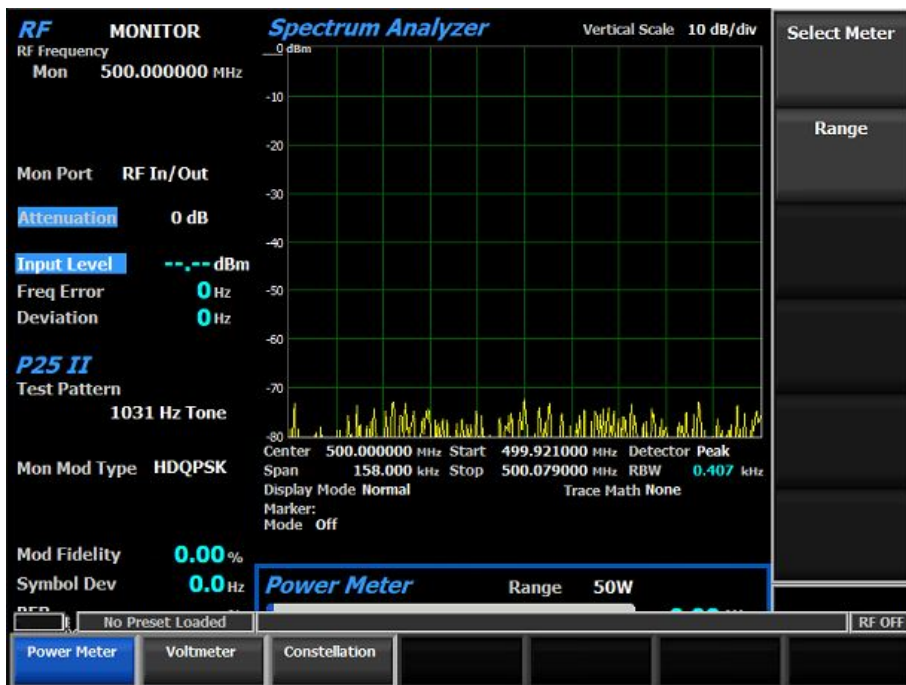 RF MONITOR
RF Frequency
Mon 500.000000 MHz
Mon Port RF In/Out
Attenuation 0 dB
Input Level --.-- dBm
Freq Error 0 Hz
Deviation 0 Hz
P25 II
Test Pattern
1031 Hz Tone
Mon Mod Type HDQPSK
Mod Fidelity 0.00 %
Symbol Dev 0.0 Hz
Spectrum Analyzer Vertical Scale 10 dB/div
0 dBm
-10
-20
-30
-40
-50
-60
-70
-80
Center 500.000000 MHz Start 499.921000 MHz Detector Peak
Span 158.000 kHz Stop 500.079000 MHz RBW 0.407 kHz
Display Mode Normal Trace Math None
Marker:
Mode Off
Power Meter Range 50W
Select Meter
Range
No Preset Loaded
RF OFF
Power Meter Voltmeter Constellation